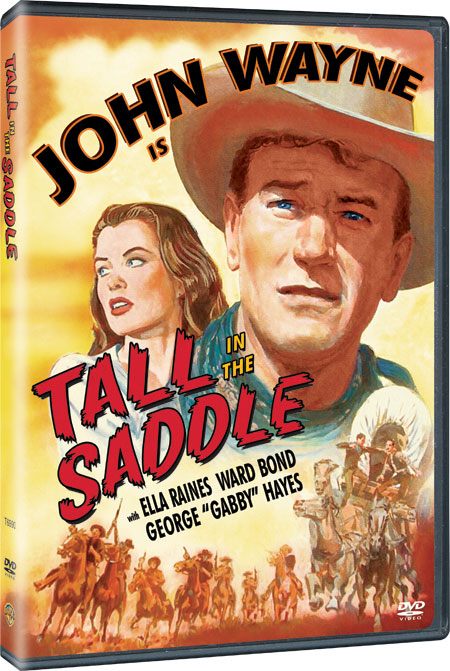 JOHN WAYNE
IS
TALL IN THE
SADDLE
with ELLA RAINES WARD BOND
GEORGE "GABBY" HAYES
DVD
VIDEO
TALL IN THE SADDLE
DVD